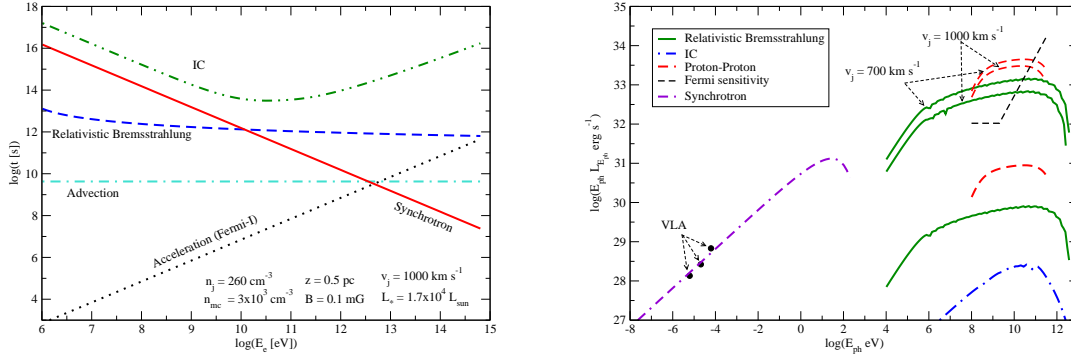 18
16
14
12
10
8
6
4
log(t [s])
IC
Relativistic Bremsstrahlung
Advection
Acceleration (Fermi-I)
Synchrotron
n_j = 260 cm^-3 z = 0.5 pc v_j = 1000 km s^-1
n_mc = 3x10^3 cm^-3 B = 0.1 mG L_* = 1.7x10^4 L_sun
6 7 8 9 10 11 12 13 14 15
log(E_e [eV])
35
34
33
32
31
30
29
28
27
log(E_ph L_E_ph erg s^-1)
Relativistic Bremsstrahlung
IC
Proton-Proton
Fermi sensitivity
Synchrotron
v_j = 1000 km s^-1
v_j = 700 km s^-1
VLA
-8 -6 -4 -2 0 2 4 6 8 10 12
log(E_ph eV)